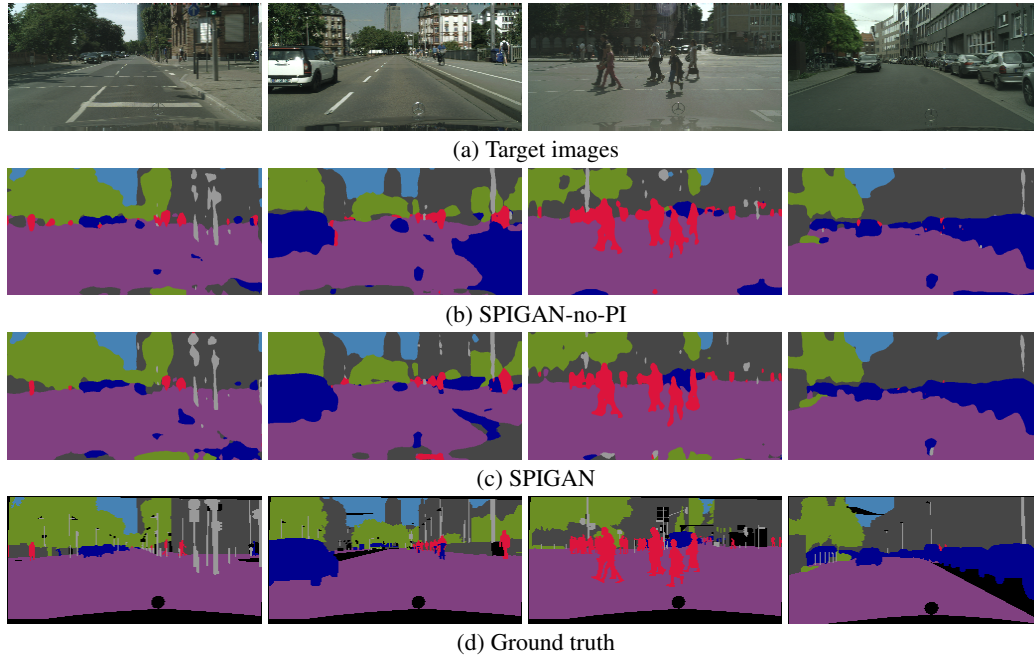 (a) Target images
(b) SPIGAN-no-PI
(c) SPIGAN
(d) Ground truth